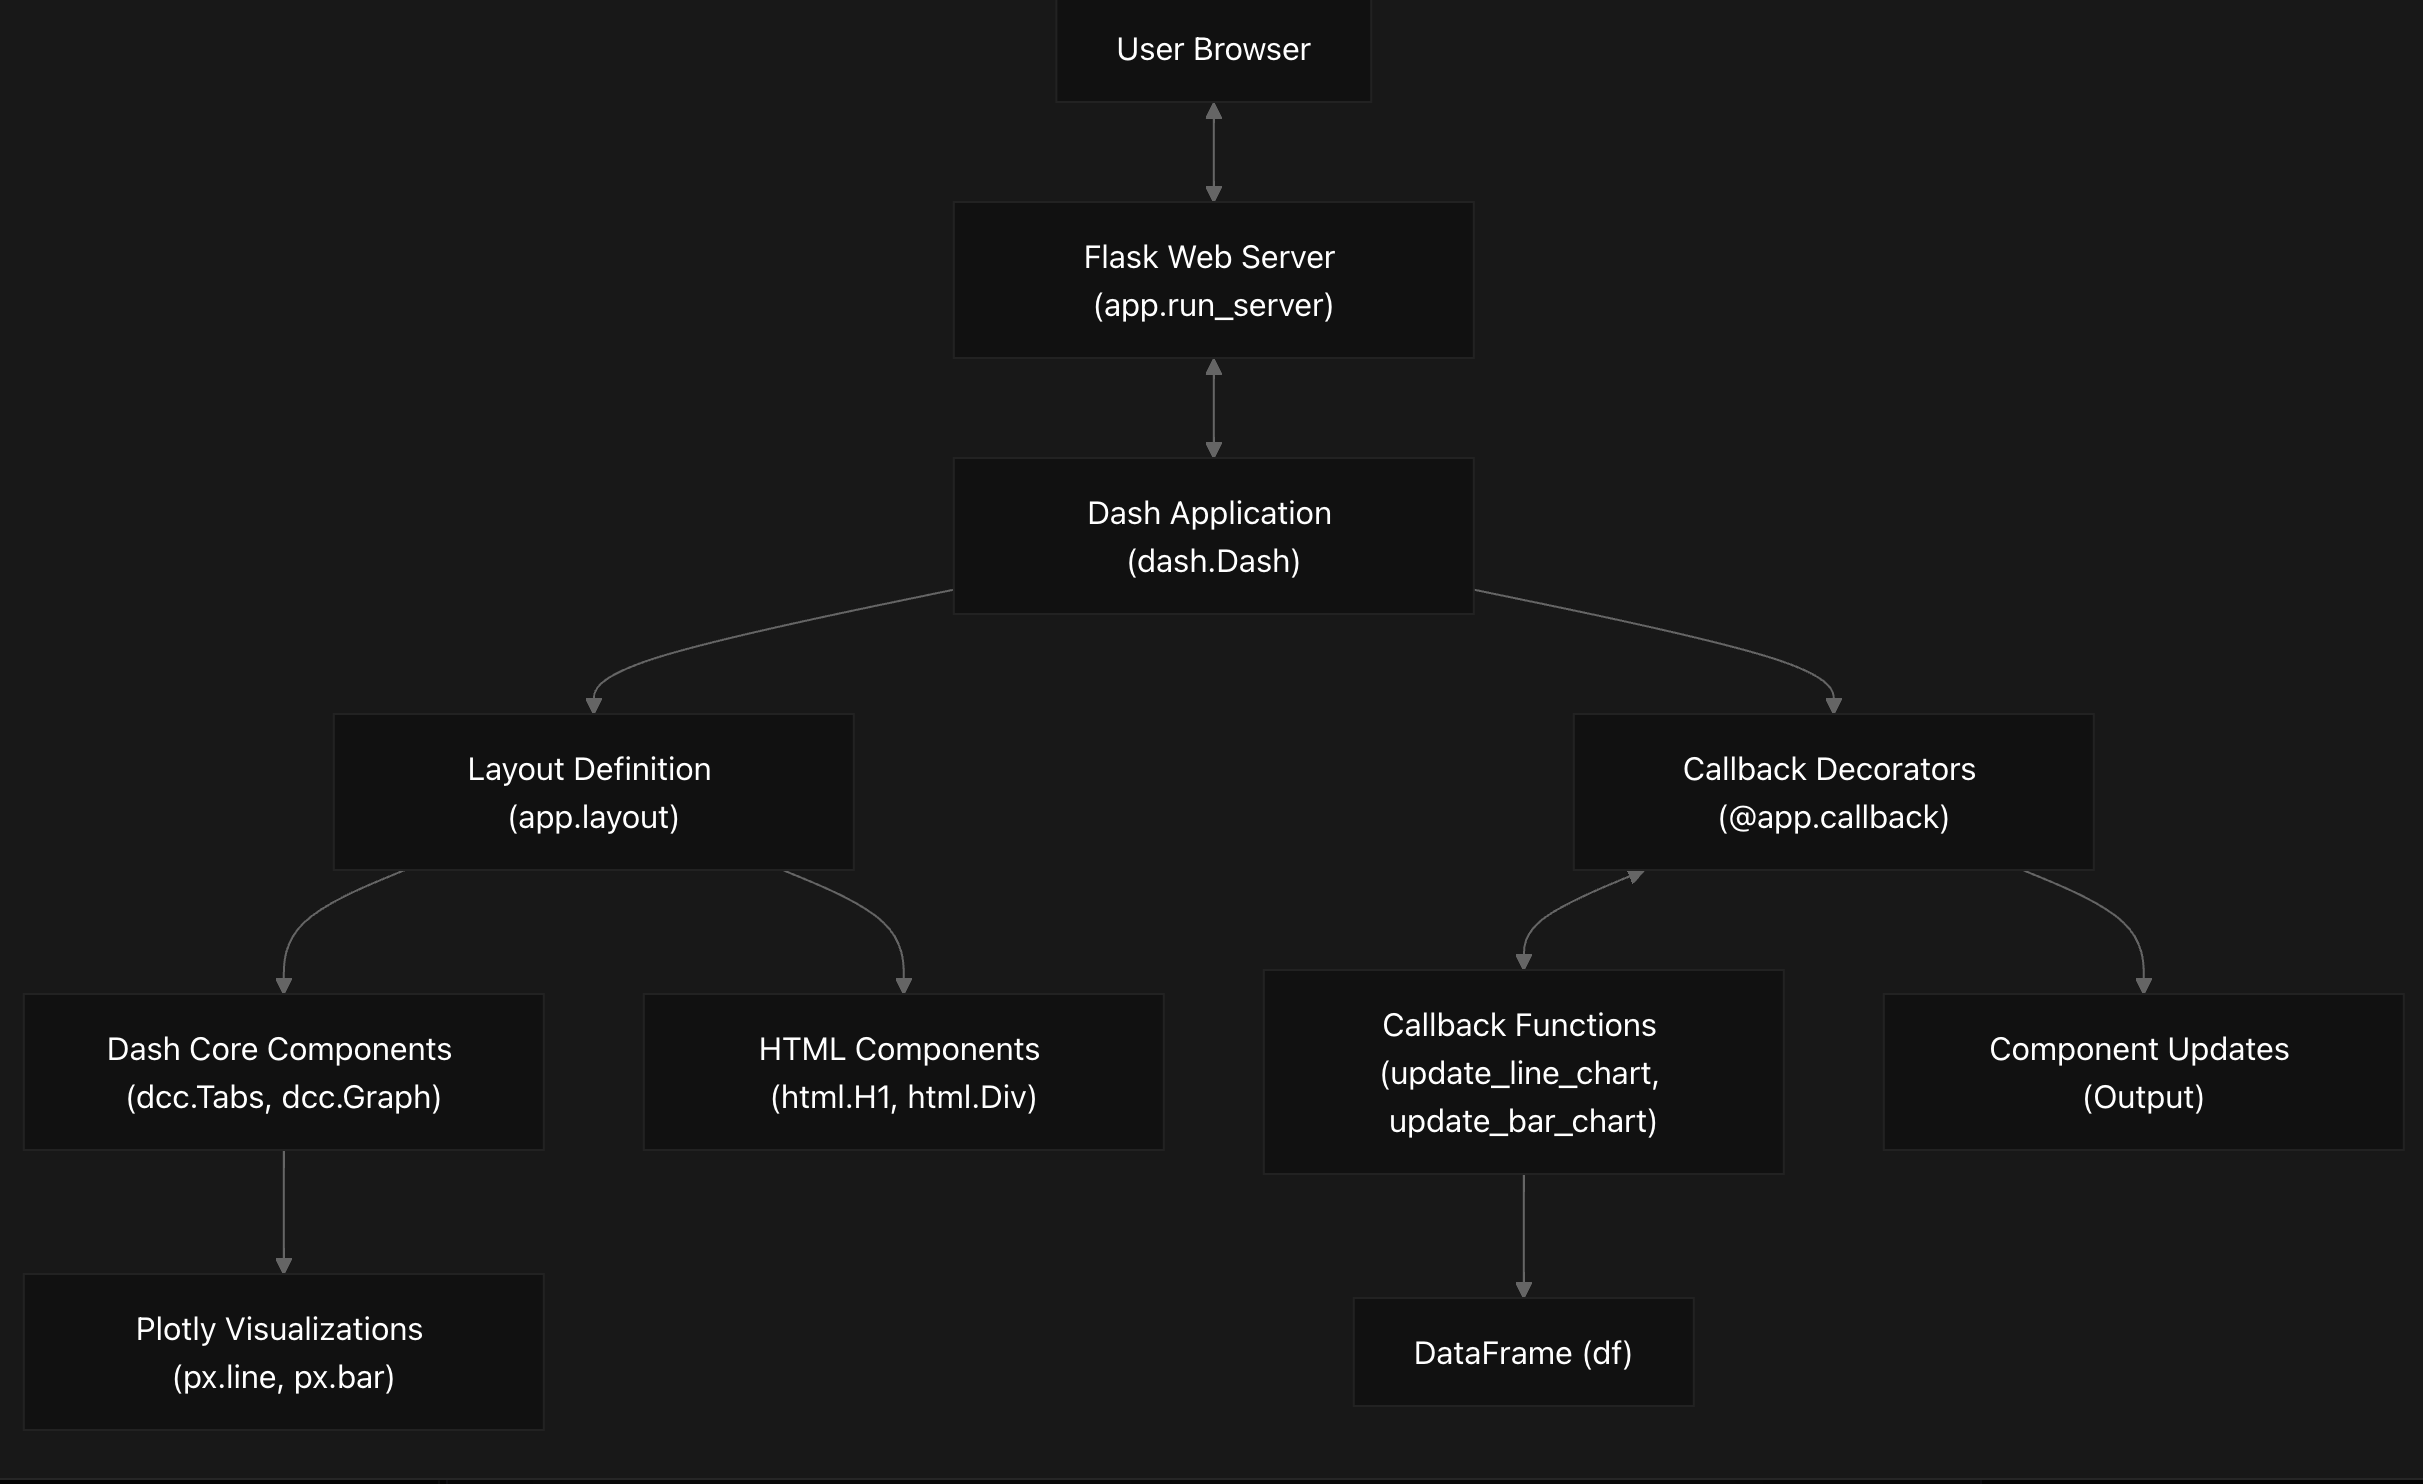 User Browser
Flask Web Server
(app.run_server)
Dash Application
(dash.Dash)
Layout Definition
(app.layout)
Callback Decorators
(@app.callback)
Dash Core Components
(dcc.Tabs, dcc.Graph)
HTML Components
(html.H1, html.Div)
Callback Functions
(update_line_chart,
update_bar_chart)
Component Updates
(Output)
Plotly Visualizations
(px.line, px.bar)
DataFrame (df)